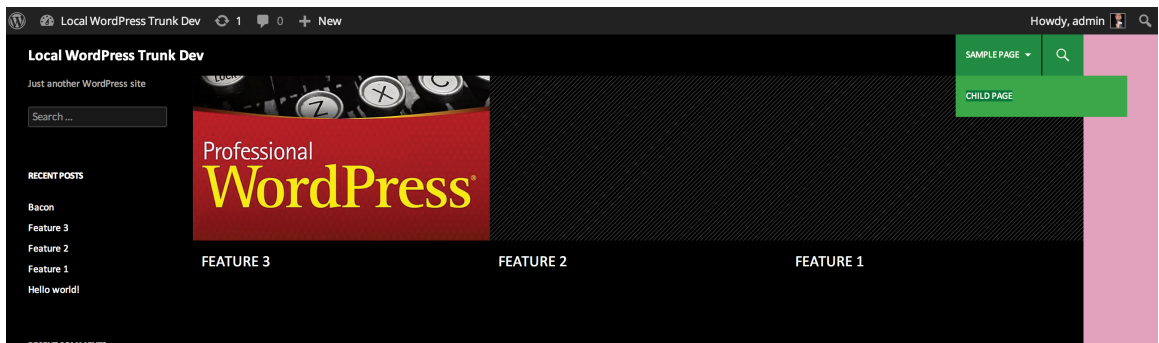 Local WordPress Trunk Dev 1 0 + New Howdy, admin
Local WordPress Trunk Dev SAMPLE PAGE
Just another WordPress site
CHILD PAGE
Search ...
Z X C
Professional
WordPress®
RECENT POSTS
Bacon
Feature 3
Feature 2
Feature 1
Hello world!
FEATURE 3 FEATURE 2 FEATURE 1